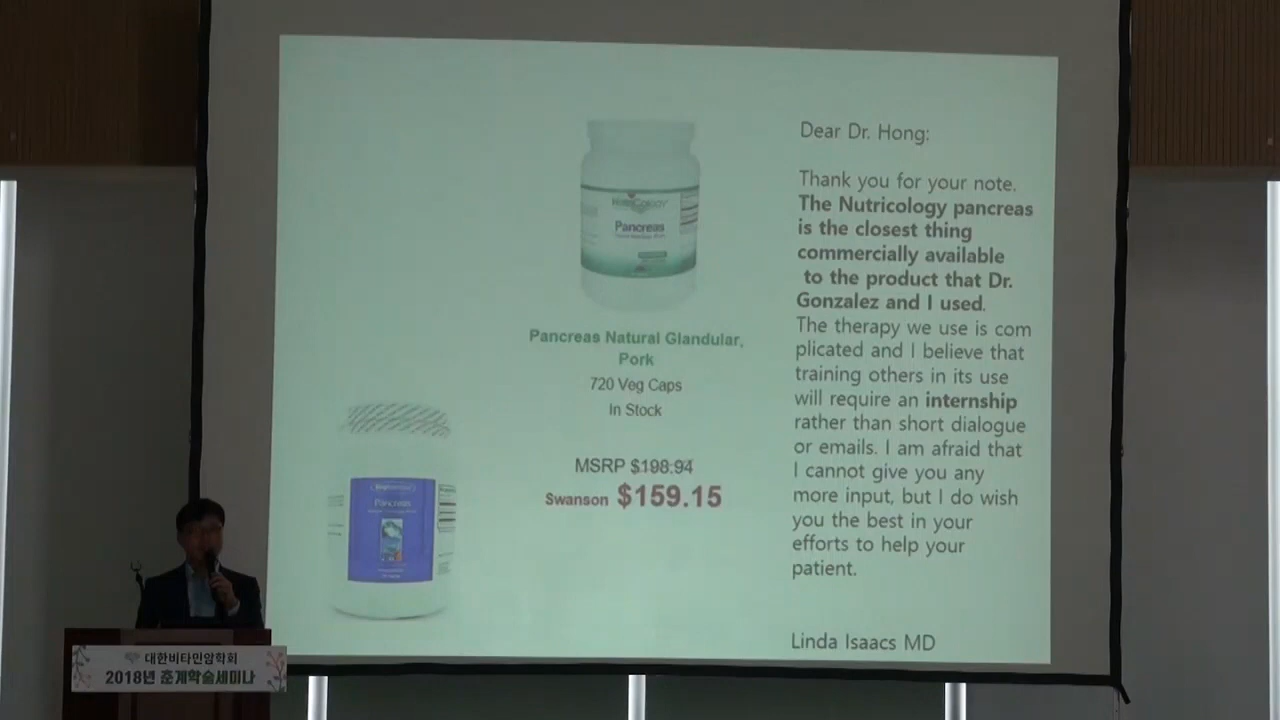 Dear Dr. Hong:
Thank you for your note.
The Nutricology pancreas
is the closest thing
commercially available
to the product that Dr.
Gonzalez and I used.
The therapy we use is com
plicated and I believe that
training others in its use
will require an internship
rather than short dialogue
or emails. I am afraid that
I cannot give you any
more input, but I do wish
you the best in your
efforts to help your
patient.
Linda Isaacs MD
NutriCology
Pancreas
Pancreas Natural Glandular,
Pork
720 Veg Caps
In Stock
MSRP $198.94
Swanson $159.15
Pancreas
대한비타민암학회
2018년 춘계학술세미나